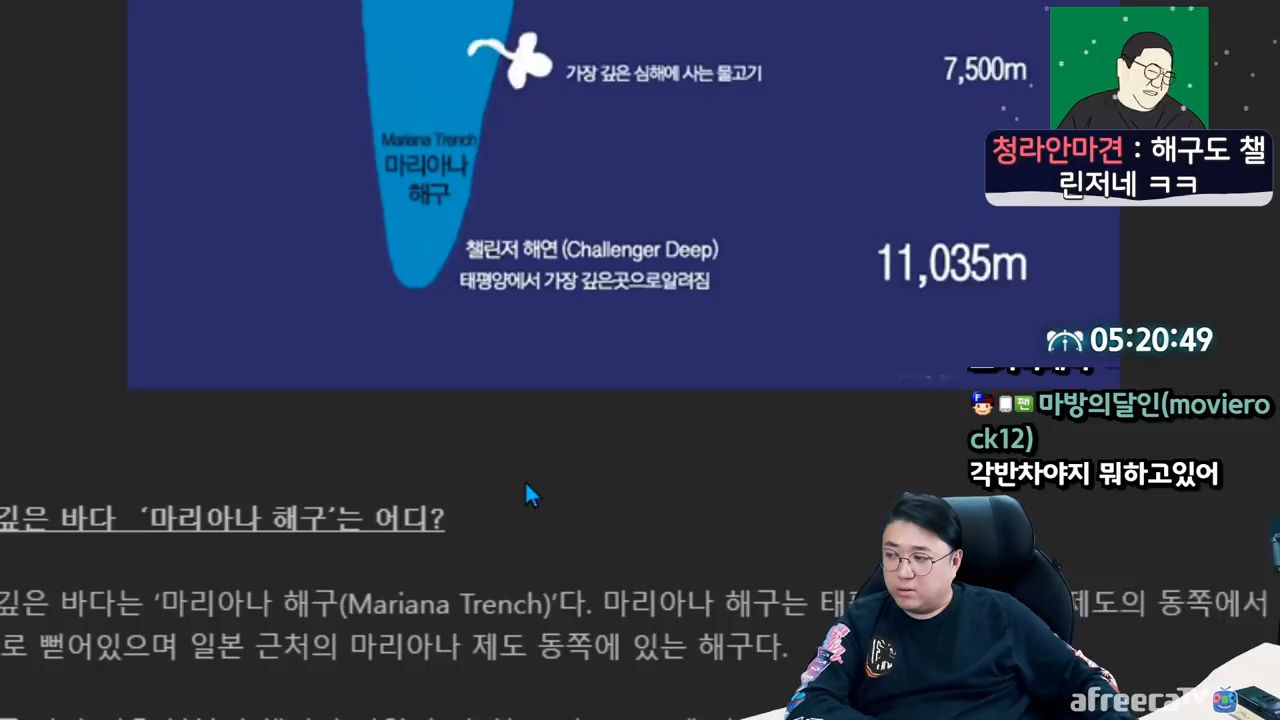 가장 깊은 심해에 사는 물고기
7,500m
Mariana Trench
마리아나
해구
챌린저 해연 (Challenger Deep)
11,035m
태평양에서 가장 깊은곳으로알려짐
청라안마견 : 해구도 챌
린저네 ㅋㅋ
05:20:49
F
팬 마방의달인(moviero
ck12)
각반차야지 뭐하고있어
깊은 바다 ‘마리아나 해구’는 어디?
깊은 바다는 ‘마리아나 해구(Mariana Trench)’다. 마리아나 해구는 제도의 동쪽에서
로 뻗어있으며 일본 근처의 마리아나 제도 동쪽에 있는 해구다.
afreecaTV